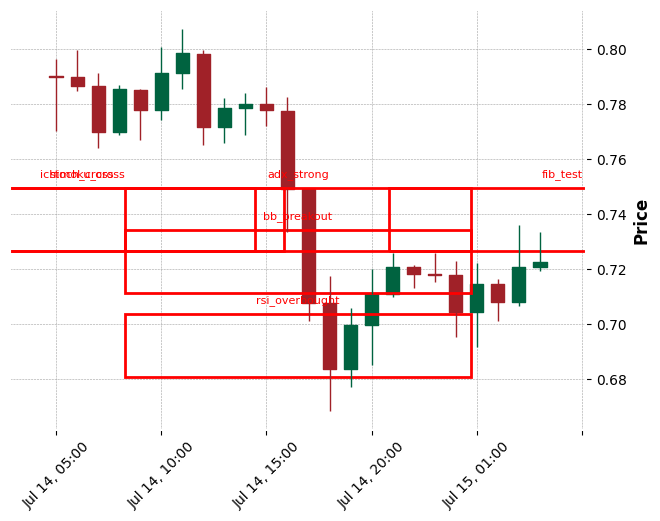 0.80
0.78
0.76
ichimoku_cross
adx_strong
fib_test
0.74
bb_breakout
Price
0.72
rsi_overbought
0.70
0.68
Jul 14, 05:00
Jul 14, 10:00
Jul 14, 15:00
Jul 14, 20:00
Jul 15, 01:00